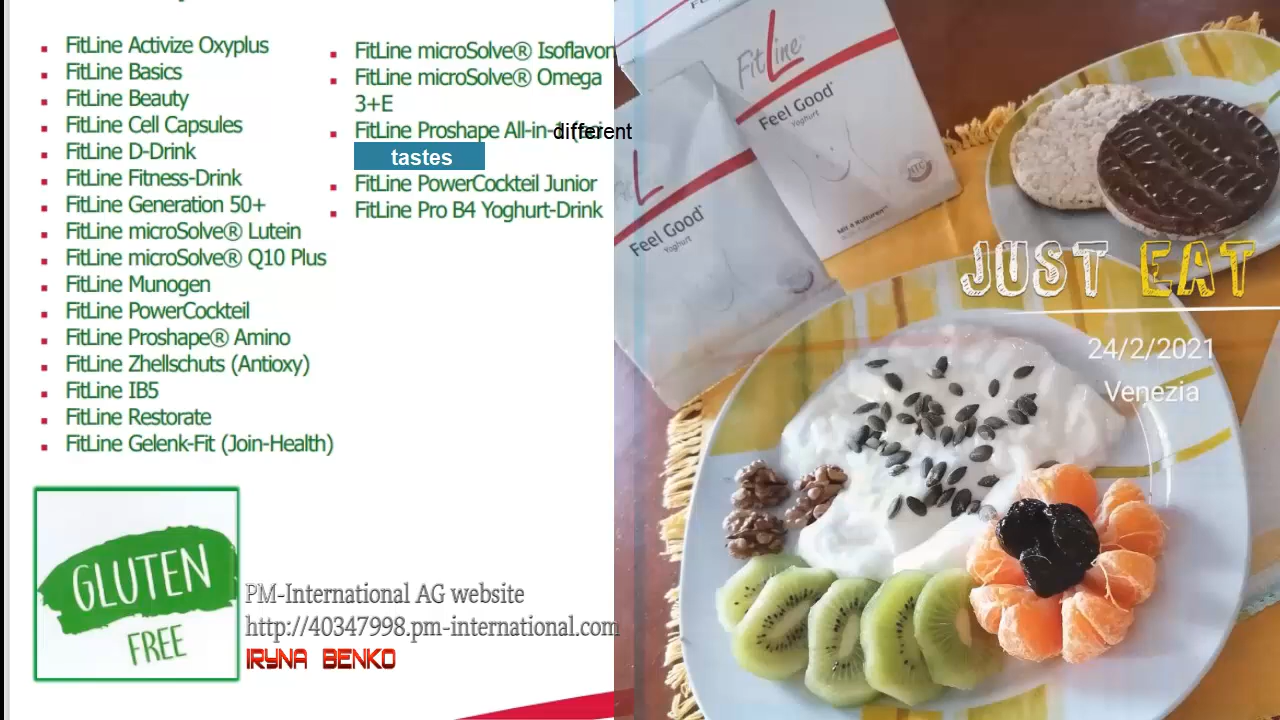 FitLine Activize Oxyplus
FitLine Basics
FitLine Beauty
FitLine Cell Capsules
FitLine D-Drink
FitLine Fitness-Drink
FitLine Generation 50+
FitLine microSolve® Lutein
FitLine microSolve® Q10 Plus
FitLine Munogen
FitLine PowerCockteil
FitLine Proshape® Amino
FitLine Zhellschuts (Antioxy)
FitLine IB5
FitLine Restorate
FitLine Gelenk-Fit (Join-Health)
FitLine microSolve® Isoflavon
FitLine microSolve® Omega
3+E
FitLine Proshape All-in-1 different
tastes
FitLine PowerCockteil Junior
FitLine Pro B4 Yoghurt-Drink
GLUTEN
FREE
PM-International AG website
http://40347998.pm-international.com
IRYNA BENKO
FitLine
Feel Good
Yoghurt
NTC
Feel Good
Yoghurt
JUST EAT
24/2/2021
Venezia